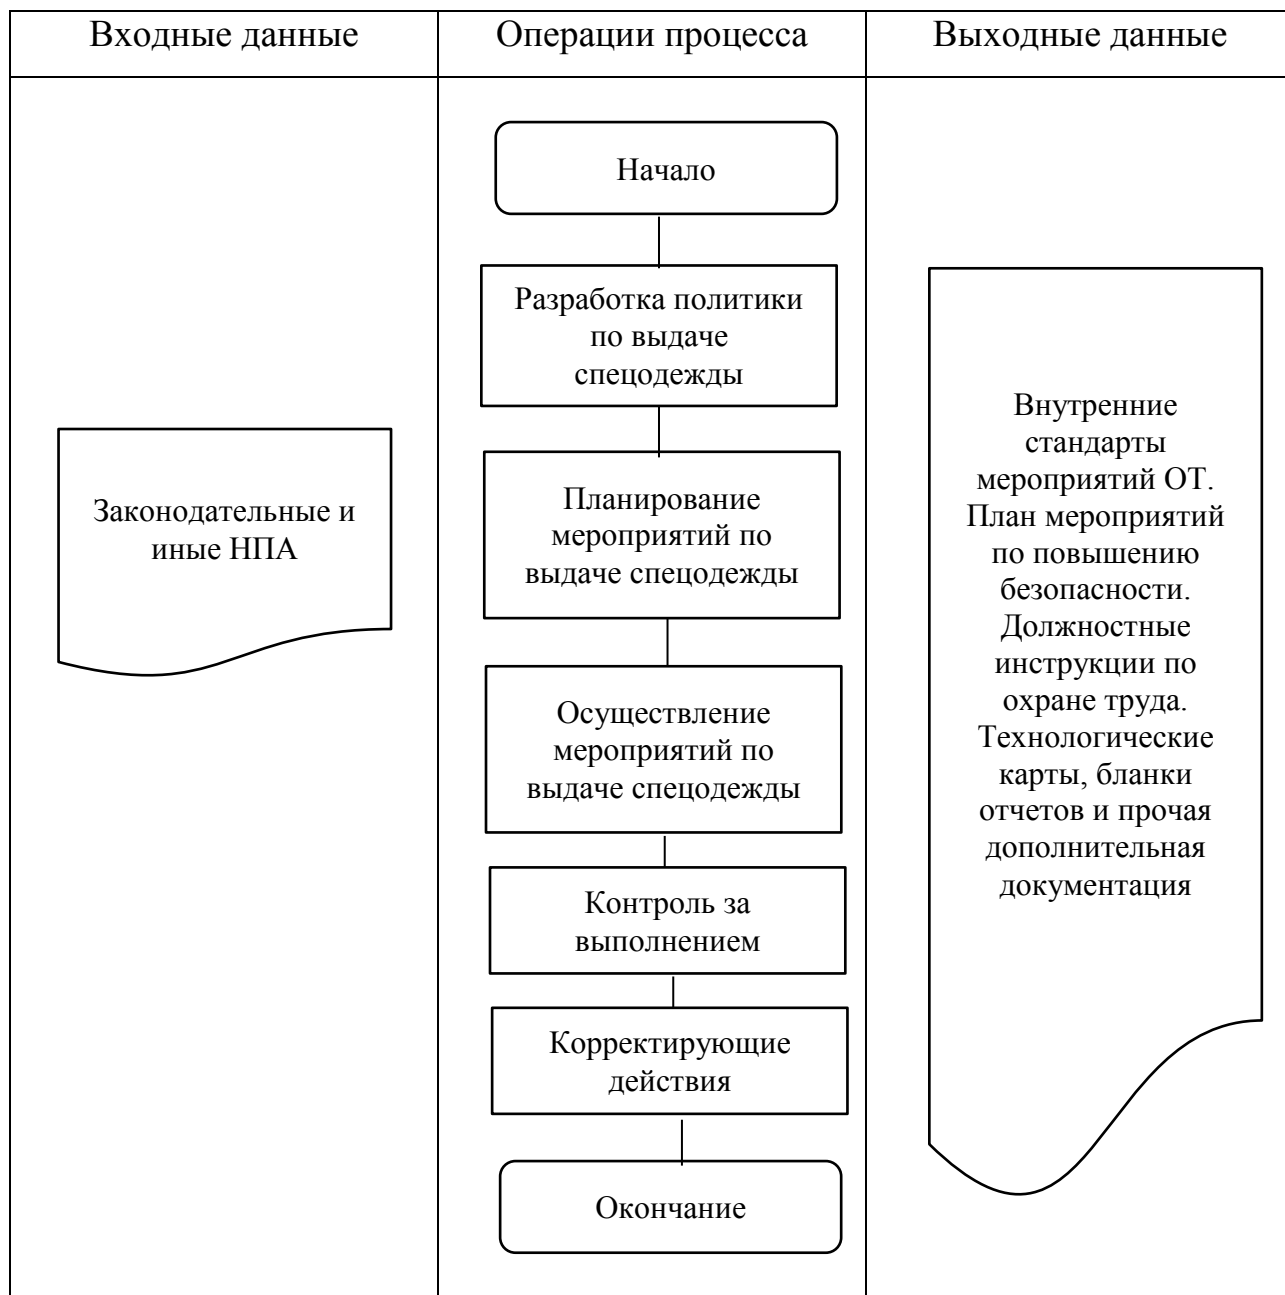 Входные данные
Операции процесса
Выходные данные
Законодательные и
иные НПА
Начало
Разработка политики
по выдаче
спецодежды
Планирование
мероприятий по
выдаче спецодежды
Осуществление
мероприятий по
выдаче спецодежды
Контроль за
выполнением
Корректирующие
действия
Окончание
Внутренние
стандарты
мероприятий ОТ.
План мероприятий
по повышению
безопасности.
Должностные
инструкции по
охране труда.
Технологические
карты, бланки
отчетов и прочая
дополнительная
документация